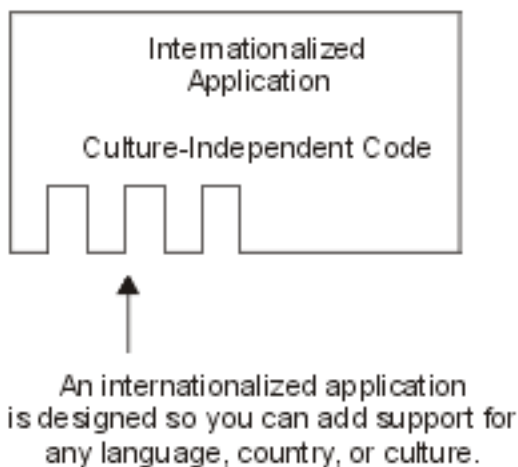 Internationalized
Application
Culture-Independent Code
An internationalized application
is designed so you can add support for
any language, country, or culture.